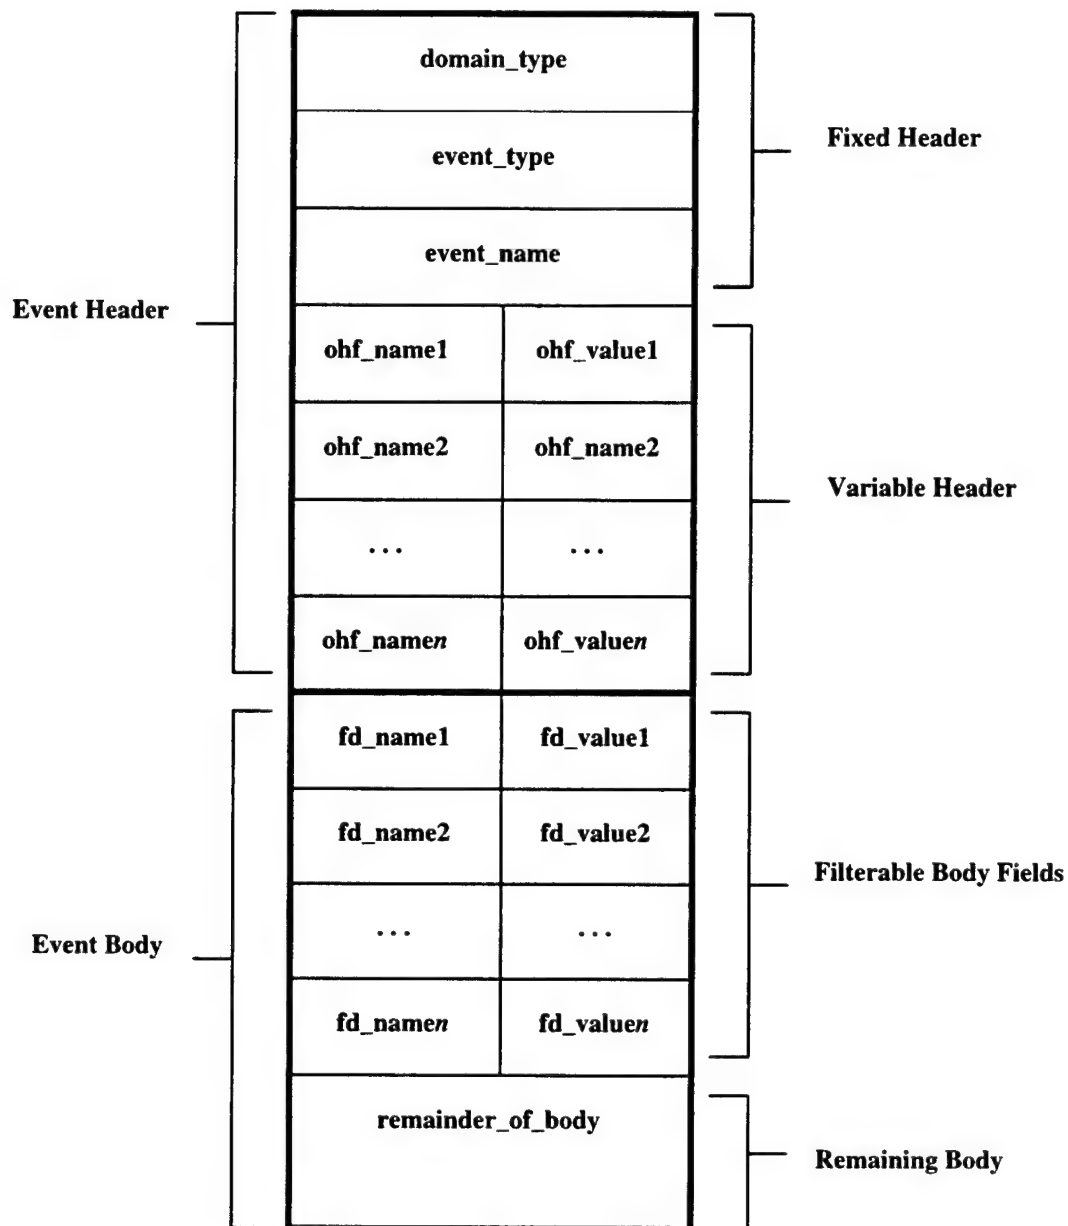 domain_type
Fixed Header
event_type
event_name
Event Header
ohf_name1 ohf_value1
ohf_name2 ohf_name2
Variable Header
... ...
ohf_namen ohf_valuen
fd_name1 fd_value1
fd_name2 fd_value2
Filterable Body Fields
... ...
Event Body
fd_namen fd_valuen
remainder_of_body
Remaining Body